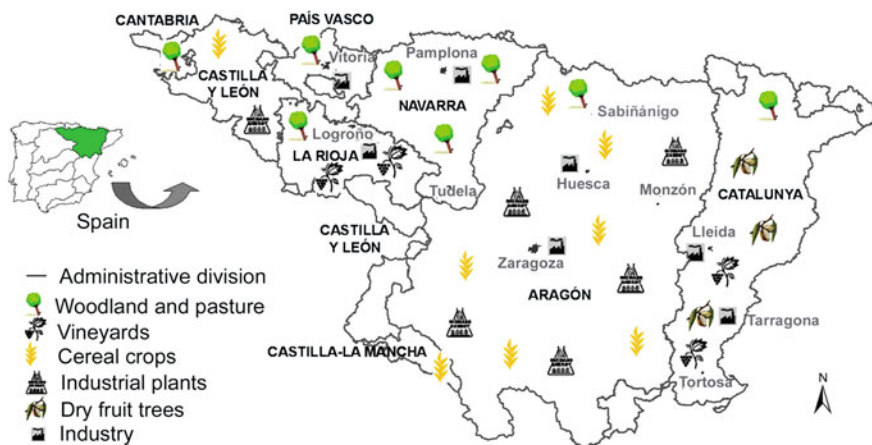 CANTABRIA
PAÍS VASCO
Vitoria
Pamplona
CASTILLA
Y LEÓN
NAVARRA
Sabiñánigo
Logroño
LA RIOJA
Huesca
Monzón
CATALUNYA
Tudela
Spain
CASTILLA
Y LEÓN
Lleida
Zaragoza
ARAGÓN
Tarragona
CASTILLA-LA MANCHA
Tortosa
Administrative division
Woodland and pasture
Vineyards
Cereal crops
Industrial plants
Dry fruit trees
Industry
N